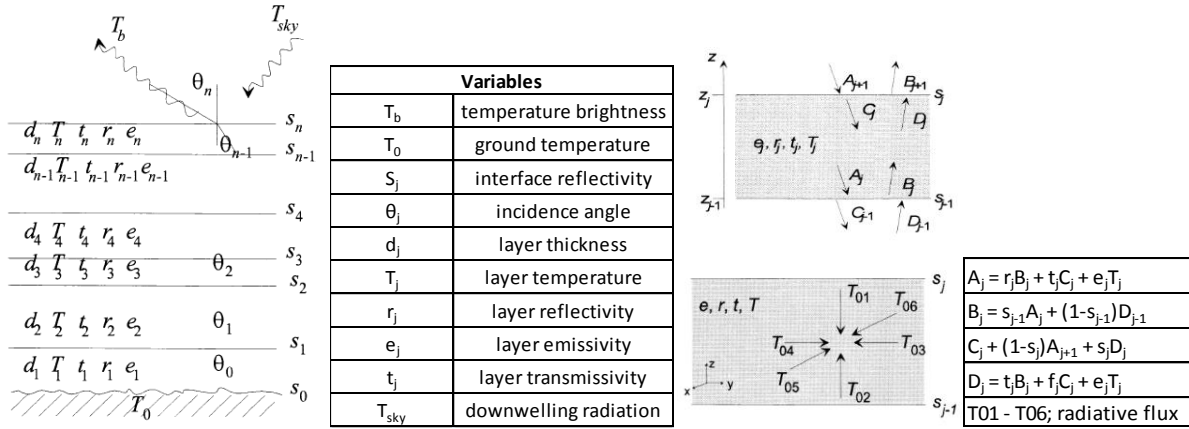 T_b
T_sky
θ_n
s_n
d_n T_n t_n r_n e_n
θ_n-1
s_n-1
d_n-1 T_n-1 t_n-1 r_n-1 e_n-1
s_4
d_4 T_4 t_4 r_4 e_4
s_3
d_3 T_3 t_3 r_3 e_3
θ_2
s_2
d_2 T_2 t_2 r_2 e_2
θ_1
s_1
d_1 T_1 t_1 r_1 e_1
θ_0
s_0
T_0
Variables
T_b temperature brightness
T_0 ground temperature
S_j interface reflectivity
θ_j incidence angle
d_j layer thickness
T_j layer temperature
r_j layer reflectivity
e_j layer emissivity
t_j layer transmissivity
T_sky downwelling radiation
z
A_j+1
B_j+1
z_j
s_j
C_j
D_j
e_j, r_j, t_j, T_j
A_j
B_j
z_j-1
s_j-1
C_j-1
D_j-1
s_j
e, r, t, T
T_01
T_06
T_04
T_03
T_05
T_02
z
x
y
s_j-1
A_j = r_jB_j + t_jC_j + e_jT_j
B_j = s_j-1A_j + (1-s_j-1)D_j-1
C_j + (1-s_j)A_j+1 + s_jD_j
D_j = t_jB_j + f_jC_j + e_jT_j
T01 - T06; radiative flux